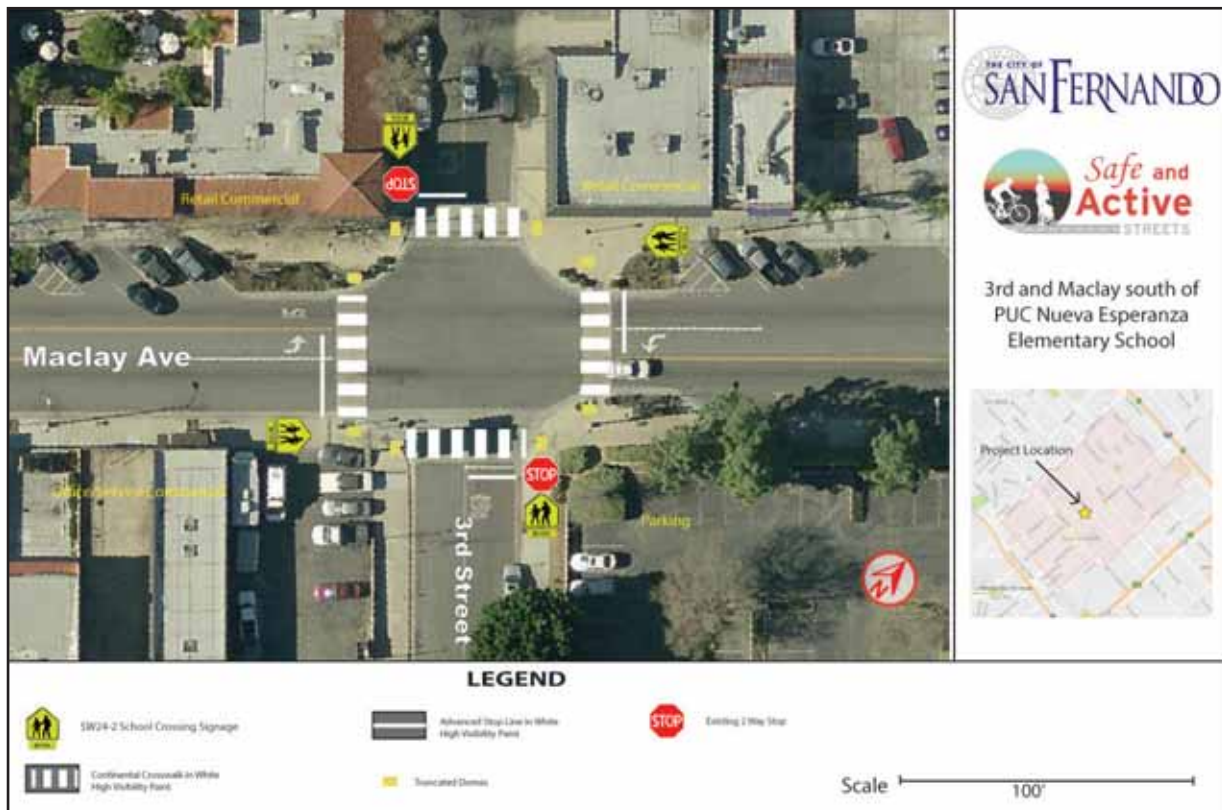 THE CITY OF
SAN FERNANDO
Safe and
Active
STREETS
3rd and Maclay south of
PUC Nueva Esperanza
Elementary School
Project Location
Retail Commercial
Retail Commercial
STOP
Maclay Ave
STOP
3rd Street
Parking
N
LEGEND
SW24-2 School Crossing Signage
Advanced Stop Line in White
High Visibility Paint
STOP
Existing 2 Way Stop
Continental Crosswalk in White
High Visibility Paint
Truncated Domes
Scale
100'